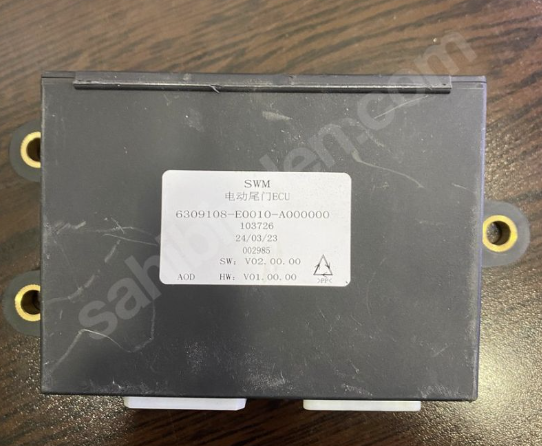 SWM
电动尾门ECU
6309108-E0010-A000000
103726
24/03/23
002985
SW: V02.00.00
AOD HW: V01.00.00
sahibinden.com